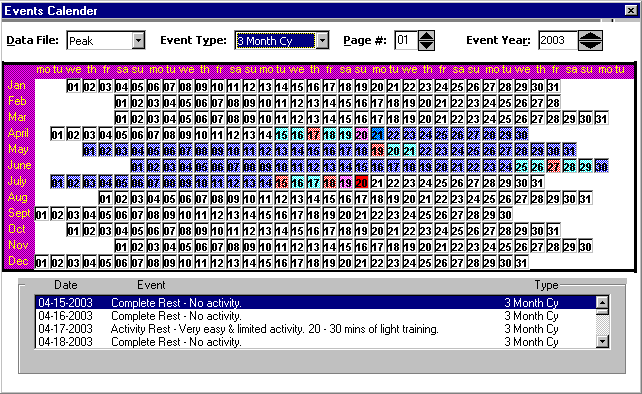 Events Calender
Data File: Peak Event Type: 3 Month Cy Page #: 01 Event Year: 2003
mo tu we th fr sa su mo tu we th fr sa su mo tu we th fr sa su mo tu we th fr sa su mo tu we th fr sa su mo tu
Jan 01 02 03 04 05 06 07 08 09 10 11 12 13 14 15 16 17 18 19 20 21 22 23 24 25 26 27 28 29 30 31
Feb 01 02 03 04 05 06 07 08 09 10 11 12 13 14 15 16 17 18 19 20 21 22 23 24 25 26 27 28
Mar 01 02 03 04 05 06 07 08 09 10 11 12 13 14 15 16 17 18 19 20 21 22 23 24 25 26 27 28 29 30 31
April 01 02 03 04 05 06 07 08 09 10 11 12 13 14 15 16 17 18 19 20 21 22 23 24 25 26 27 28 29 30
May 01 02 03 04 05 06 07 08 09 10 11 12 13 14 15 16 17 18 19 20 21 22 23 24 25 26 27 28 29 30 31
June 01 02 03 04 05 06 07 08 09 10 11 12 13 14 15 16 17 18 19 20 21 22 23 24 25 26 27 28 29 30
July 01 02 03 04 05 06 07 08 09 10 11 12 13 14 15 16 17 18 19 20 21 22 23 24 25 26 27 28 29 30 31
Aug 01 02 03 04 05 06 07 08 09 10 11 12 13 14 15 16 17 18 19 20 21 22 23 24 25 26 27 28 29 30 31
Sept 01 02 03 04 05 06 07 08 09 10 11 12 13 14 15 16 17 18 19 20 21 22 23 24 25 26 27 28 29 30
Oct 01 02 03 04 05 06 07 08 09 10 11 12 13 14 15 16 17 18 19 20 21 22 23 24 25 26 27 28 29 30 31
Nov 01 02 03 04 05 06 07 08 09 10 11 12 13 14 15 16 17 18 19 20 21 22 23 24 25 26 27 28 29 30
Dec 01 02 03 04 05 06 07 08 09 10 11 12 13 14 15 16 17 18 19 20 21 22 23 24 25 26 27 28 29 30 31
Date Event Type
04-15-2003 Complete Rest - No activity. 3 Month Cy
04-16-2003 Complete Rest - No activity. 3 Month Cy
04-17-2003 Activity Rest - Very easy & limited activity. 20 - 30 mins of light training. 3 Month Cy
04-18-2003 Complete Rest - No activity. 3 Month Cy